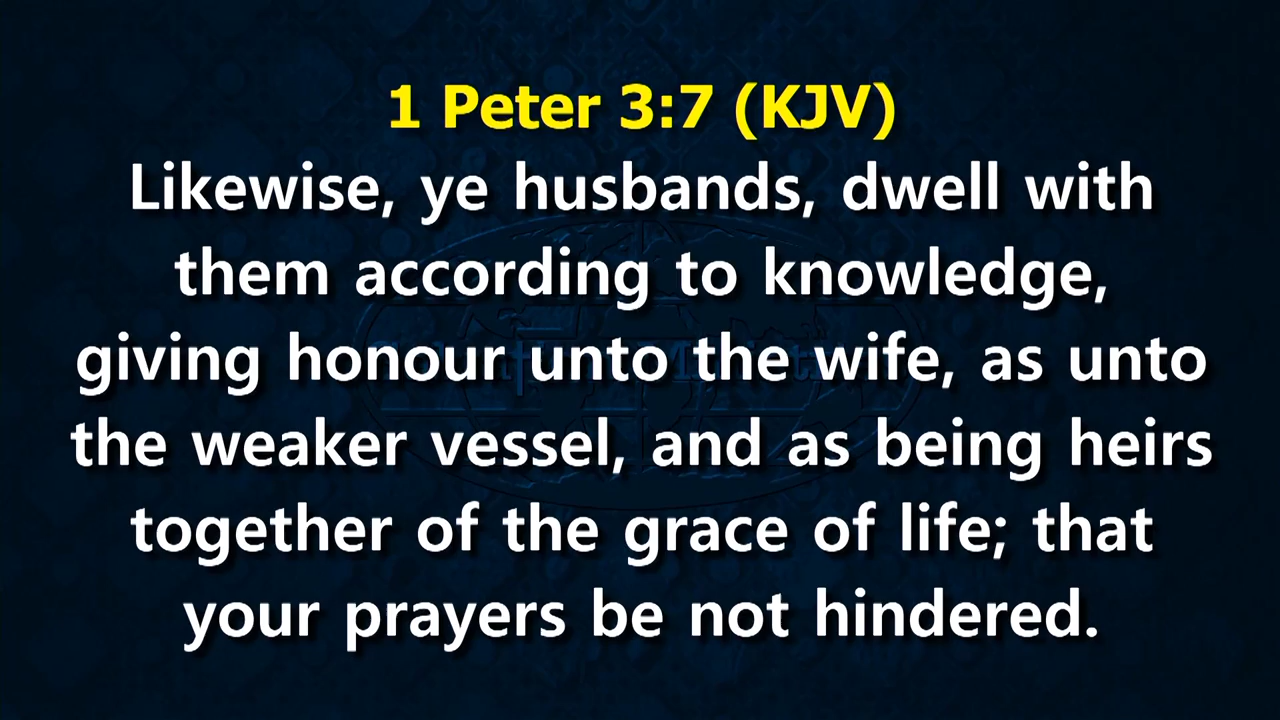 1 Peter 3:7 (KJV)
Likewise, ye husbands, dwell with
them according to knowledge,
giving honour unto the wife, as unto
the weaker vessel, and as being heirs
together of the grace of life; that
your prayers be not hindered.